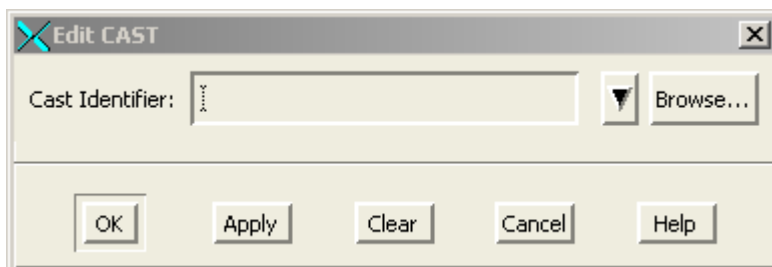 Edit CAST
Cast Identifier: Browse...
OK Apply Clear Cancel Help